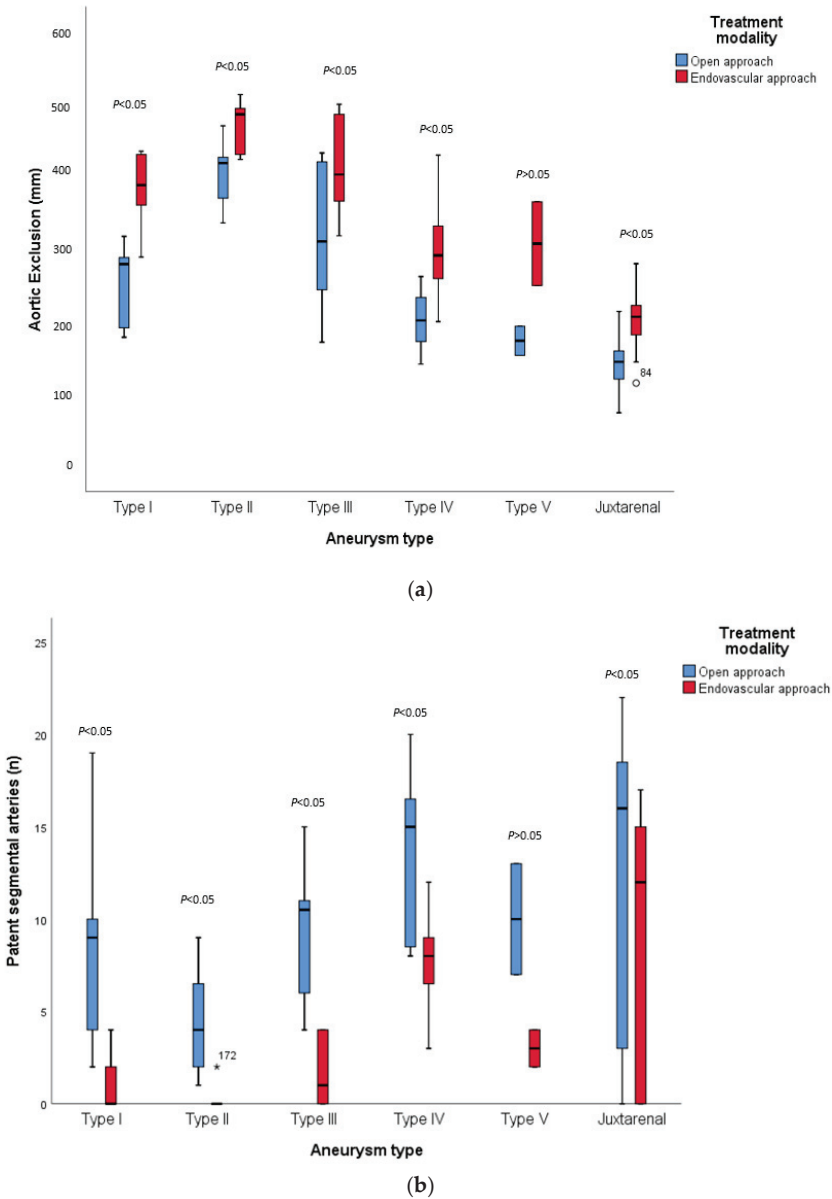 Treatment
modality
Open approach
Endovascular approach
600
500
400
300
200
100
0
Aortic Exclusion (mm)
P<0.05
P<0.05
P<0.05
P<0.05
P>0.05
P<0.05
84
Type I Type II Type III Type IV Type V Juxtarenal
Aneurysm type
(a)
Treatment
modality
Open approach
Endovascular approach
25
20
15
10
5
0
Patent segmental arteries (n)
P<0.05
P<0.05
P<0.05
P<0.05
P>0.05
P<0.05
*172
Type I Type II Type III Type IV Type V Juxtarenal
Aneurysm type
(b)